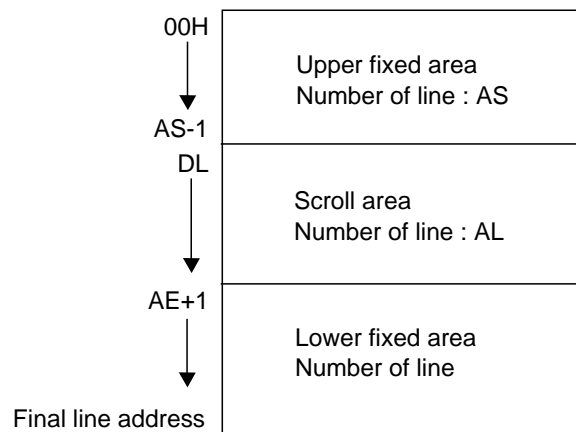 00H
Upper fixed area
Number of line : AS
AS-1
DL
Scroll area
Number of line : AL
AE+1
Lower fixed area
Number of line
Final line address